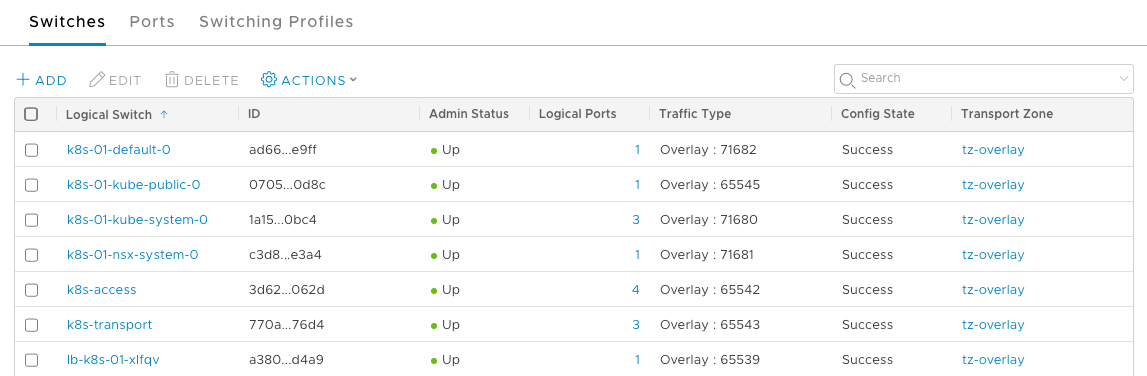 Switches Ports Switching Profiles
+ ADD EDIT DELETE ACTIONS Search
Logical Switch ↑ ID Admin Status Logical Ports Traffic Type Config State Transport Zone
k8s-01-default-0 ad66...e9ff Up 1 Overlay : 71682 Success tz-overlay
k8s-01-kube-public-0 0705...0d8c Up 1 Overlay : 65545 Success tz-overlay
k8s-01-kube-system-0 1a15...0bc4 Up 3 Overlay : 71680 Success tz-overlay
k8s-01-nsx-system-0 c3d8...e3a4 Up 1 Overlay : 71681 Success tz-overlay
k8s-access 3d62...062d Up 4 Overlay : 65542 Success tz-overlay
k8s-transport 770a...76d4 Up 3 Overlay : 65543 Success tz-overlay
lb-k8s-01-xlfqv a380...d4a9 Up 1 Overlay : 65539 Success tz-overlay